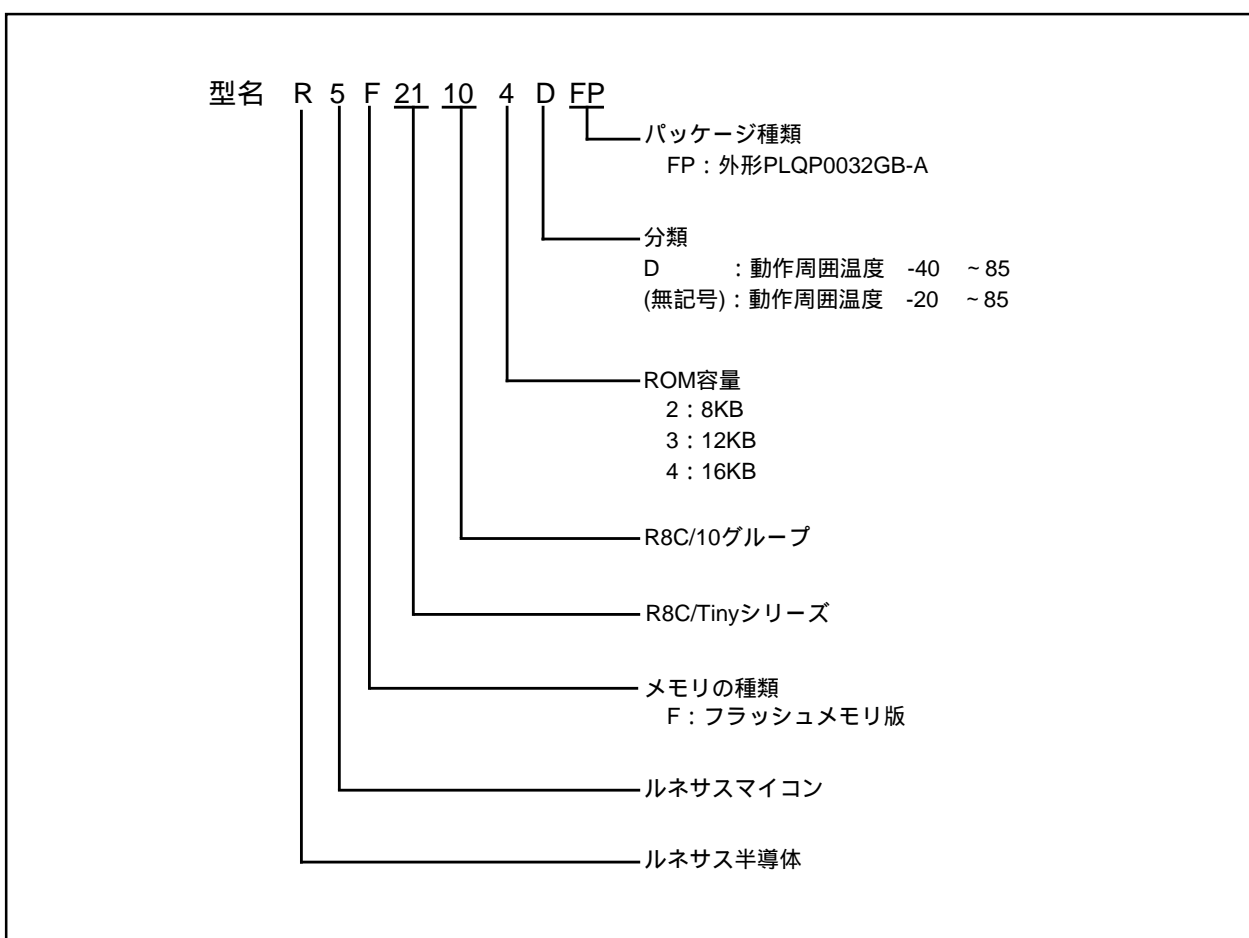 型名 R 5 F 21 10 4 D FP
パッケージ種類
FP：外形PLQP0032GB-A
分類
D ：動作周囲温度 -40 ～85
(無記号)：動作周囲温度 -20 ～85
ROM容量
2：8KB
3：12KB
4：16KB
R8C/10グループ
R8C/Tinyシリーズ
メモリの種類
F：フラッシュメモリ版
ルネサスマイコン
ルネサス半導体